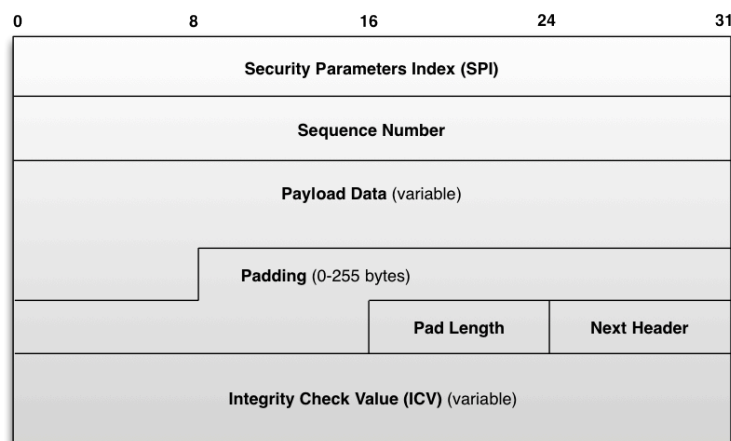 0 8 16 24 31
Security Parameters Index (SPI)
Sequence Number
Payload Data (variable)
Padding (0-255 bytes)
Pad Length Next Header
Integrity Check Value (ICV) (variable)